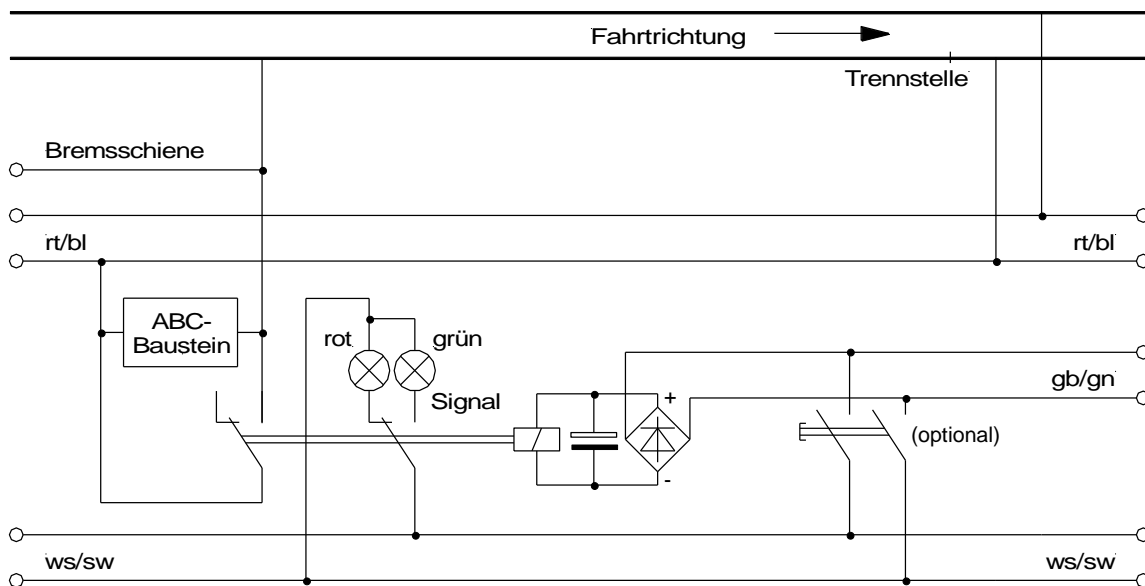 Fahrtrichtung
Trennstelle
Bremsschiene
rt/bl
rt/bl
ABC-
Baustein
rot
grün
Signal
+
-
gb/gn
(optional)
ws/sw
ws/sw